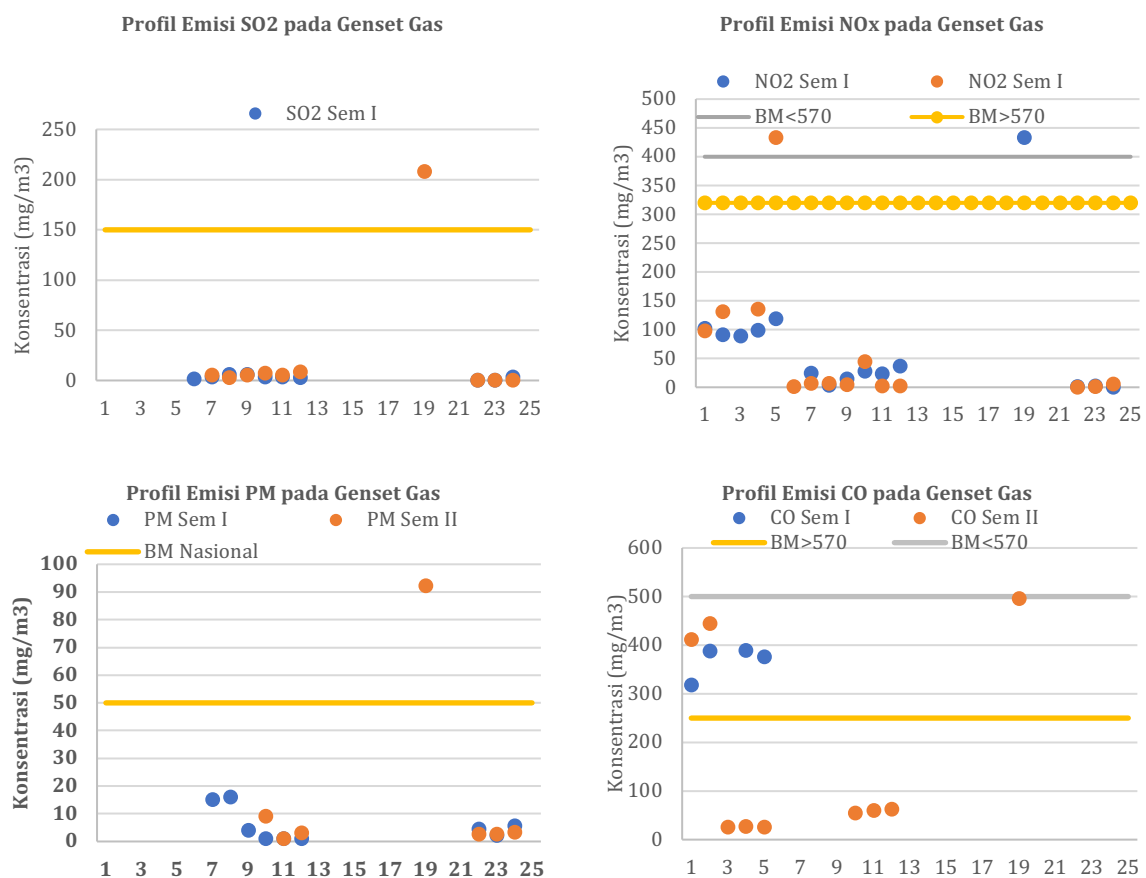 Profil Emisi SO2 pada Genset Gas
SO2 Sem I
Konsentrasi (mg/m3)
250
200
150
100
50
0
1 3 5 7 9 11 13 15 17 19 21 23 25
Profil Emisi NOx pada Genset Gas
NO2 Sem I NO2 Sem I
BM<570 BM>570
Konsentrasi (mg/m3)
500
450
400
350
300
250
200
150
100
50
0
1 3 5 7 9 11 13 15 17 19 21 23 25
Profil Emisi PM pada Genset Gas
PM Sem I PM Sem II
BM Nasional
Konsentrasi (mg/m3)
100
90
80
70
60
50
40
30
20
10
0
1 3 5 7 9 11 13 15 17 19 21 23 25
Profil Emisi CO pada Genset Gas
CO Sem I CO Sem II
BM>570 BM<570
Konsentrasi (mg/m3)
600
500
400
300
200
100
0
1 3 5 7 9 11 13 15 17 19 21 23 25